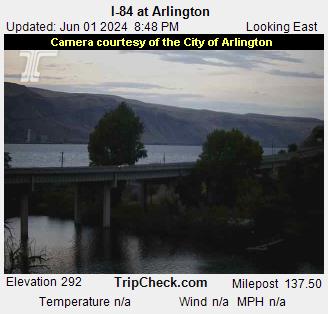 I-84 at Arlington
Updated: Jun 01 2024 8:48 PM Looking East
Camera courtesy of the City of Arlington
Elevation 292 TripCheck.com Milepost 137.50
Temperature n/a Wind n/a MPH n/a